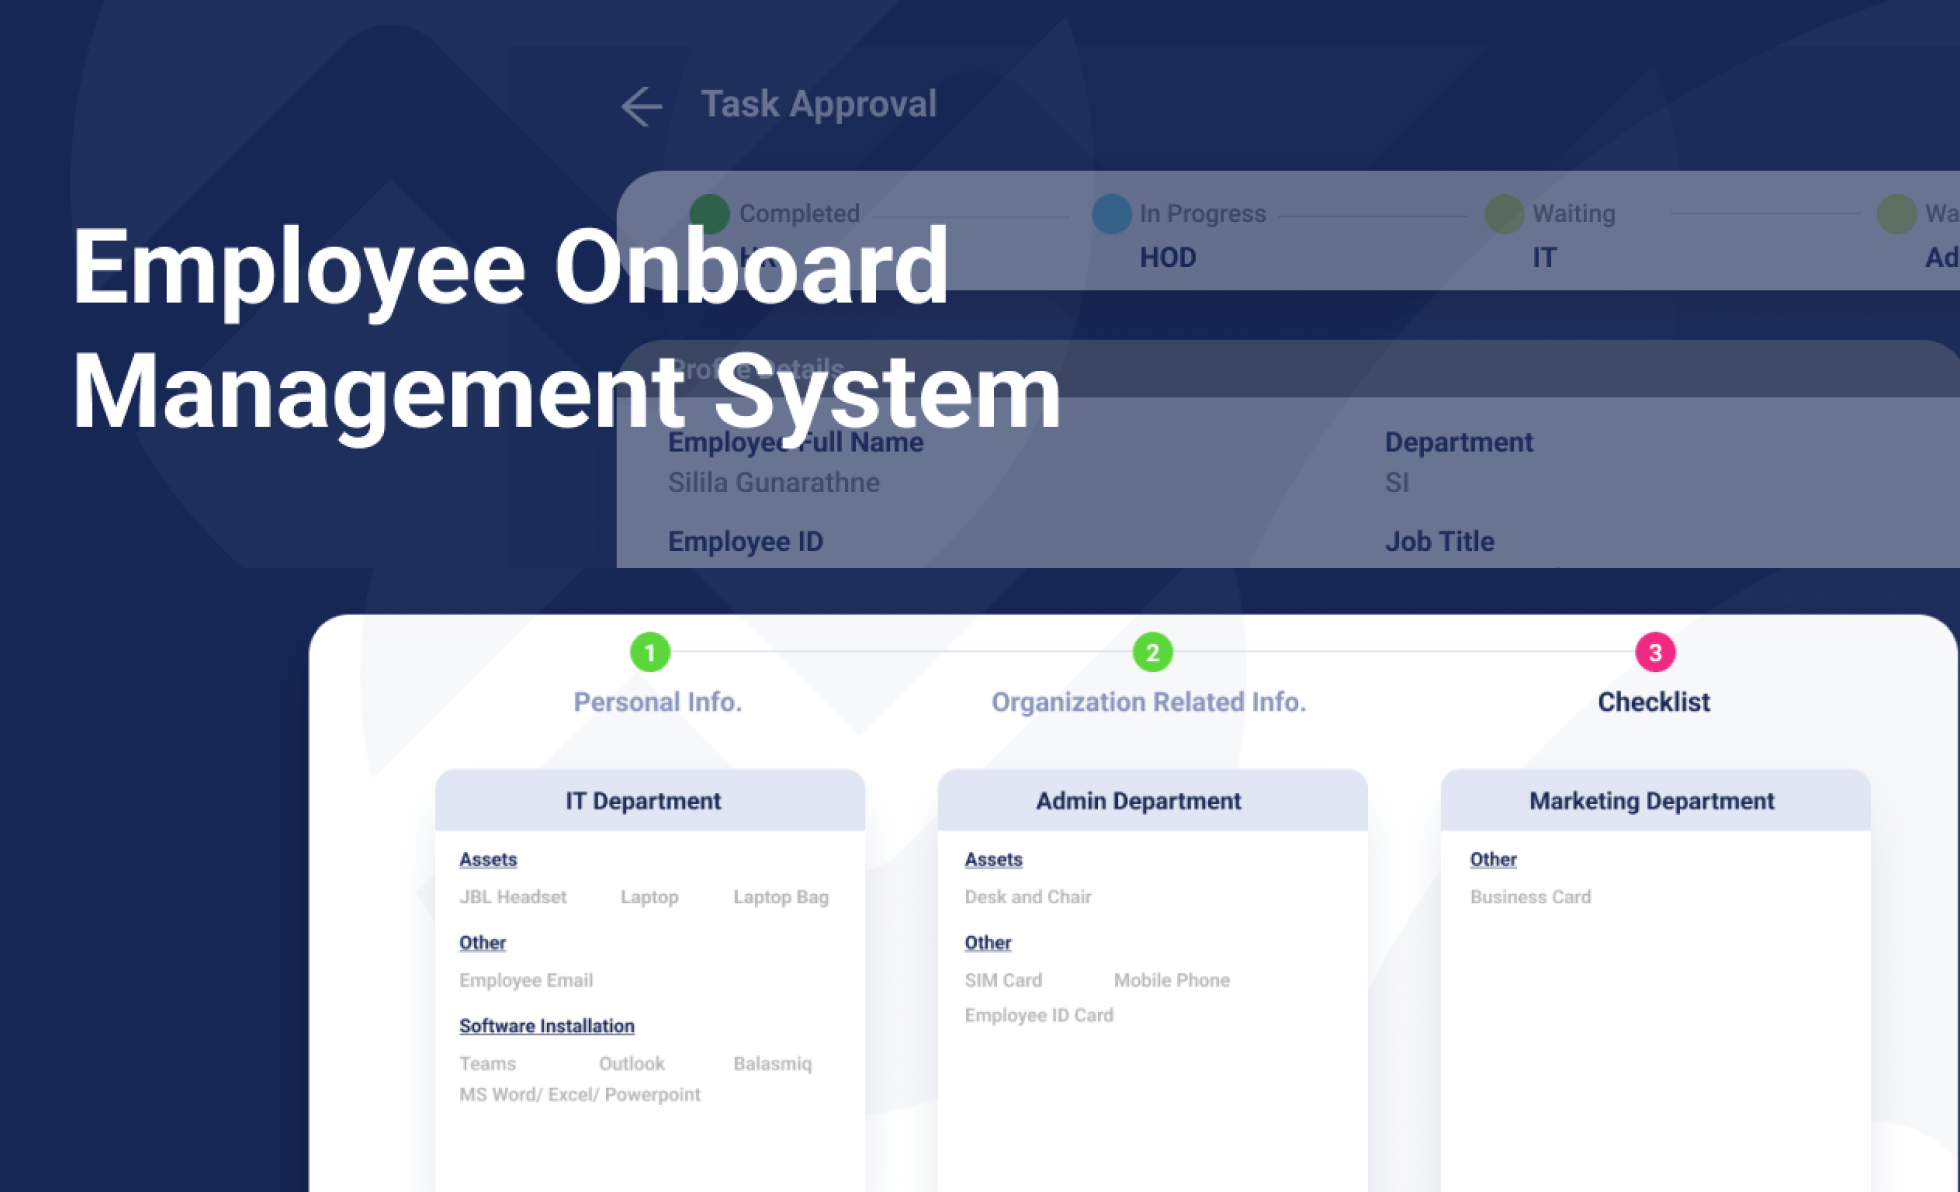 Task Approval
Completed In Progress Waiting Wa
HOD IT Ad
Employee Onboard
Management System
Profile Details
Employee Full Name Department
Silila Gunarathne SI
Employee ID Job Title
1 2 3
Personal Info. Organization Related Info. Checklist
IT Department Admin Department Marketing Department
Assets Assets Other
JBL Headset Laptop Laptop Bag Desk and Chair Business Card
Other Other
Employee Email SIM Card Mobile Phone
Employee ID Card
Software Installation
Teams Outlook Balasmiq
MS Word/ Excel/ Powerpoint